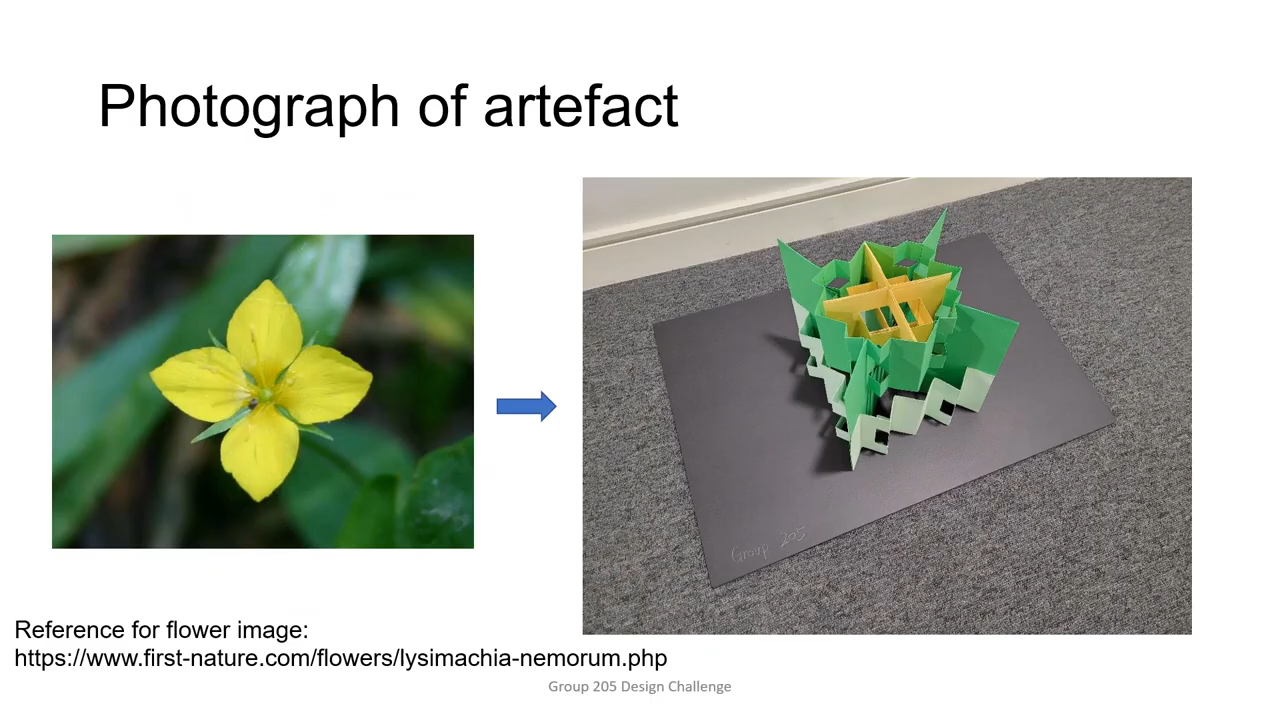 Photograph of artefact
Group 205
Reference for flower image:
https://www.first-nature.com/flowers/lysimachia-nemorum.php
Group 205 Design Challenge